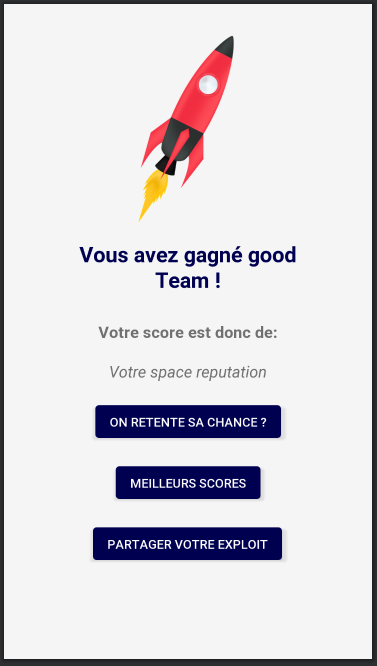 Vous avez gagné good
Team !
Votre score est donc de:
Votre space reputation
ON RETENTE SA CHANCE ?
MEILLEURS SCORES
PARTAGER VOTRE EXPLOIT